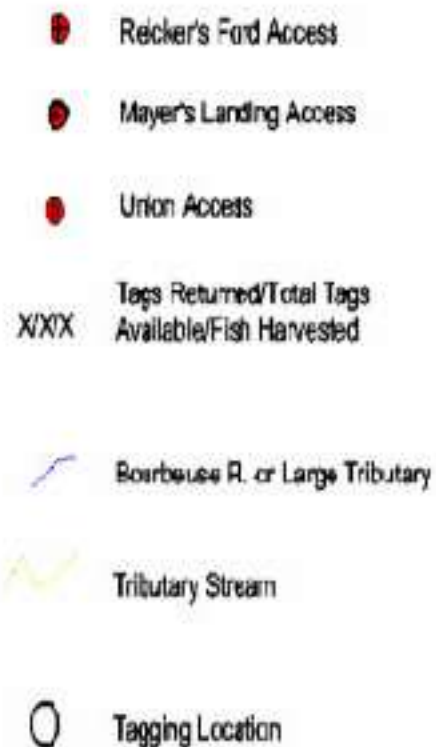 Reicker's Ford Access
Mayer's Landing Access
Union Access
X/X/X
Tags Returned/Total Tags
Available/Fish Harvested
Bourbeuse R. or Large Tributary
Tributary Stream
Tagging Location